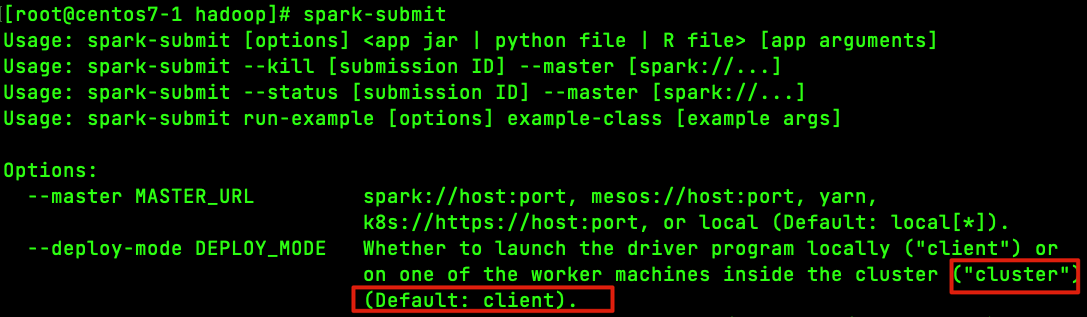 [root@centos7-1 hadoop]# spark-submit
Usage: spark-submit [options] <app jar | python file | R file> [app arguments]
Usage: spark-submit --kill [submission ID] --master [spark://...]
Usage: spark-submit --status [submission ID] --master [spark://...]
Usage: spark-submit run-example [options] example-class [example args]
Options:
--master MASTER_URL spark://host:port, mesos://host:port, yarn,
k8s://https://host:port, or local (Default: local[*]).
--deploy-mode DEPLOY_MODE Whether to launch the driver program locally ("client") or
on one of the worker machines inside the cluster ("cluster")
(Default: client).